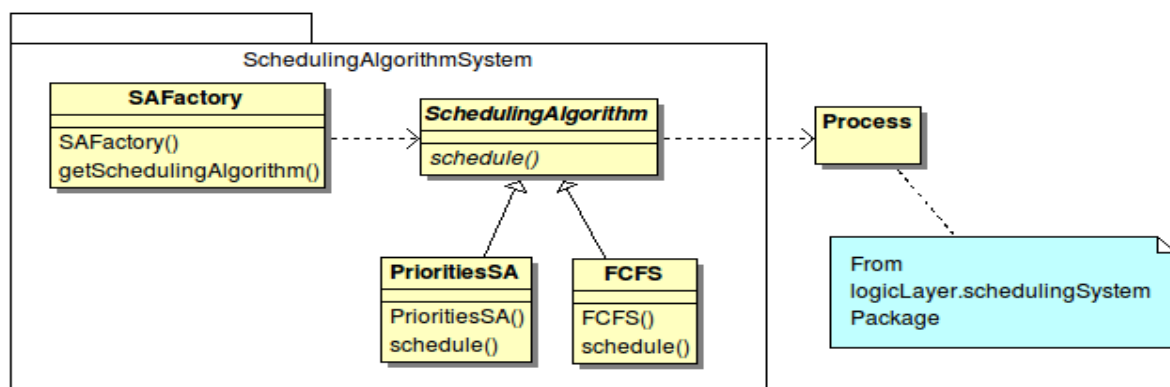 SchedulingAlgorithmSystem
SAFactory
SAFactory()
getSchedulingAlgorithm()
SchedulingAlgorithm
schedule()
Process
PrioritiesSA
PrioritiesSA()
schedule()
FCFS
FCFS()
schedule()
From
logicLayer.schedulingSystem
Package